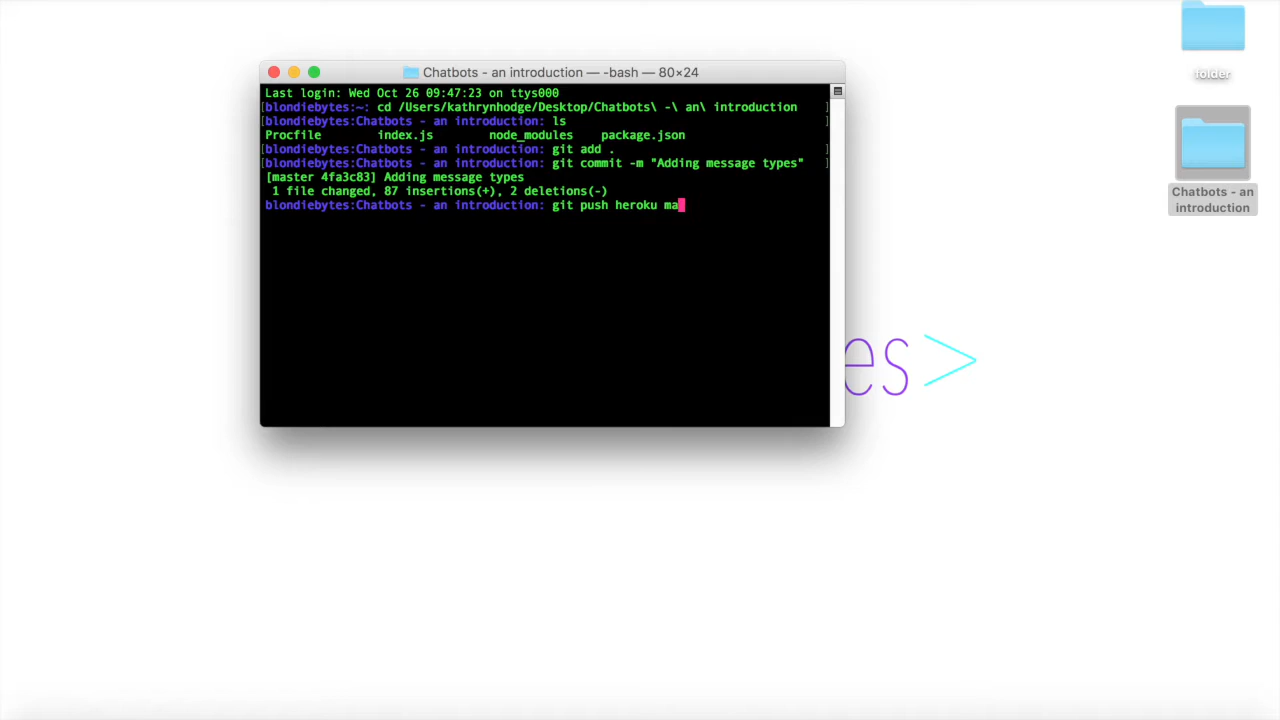 Chatbots - an introduction — -bash — 80×24
Last login: Wed Oct 26 09:47:23 on ttys000
[blondiebytes:~: cd /Users/kathrynhodge/Desktop/Chatbots\ -\ an\ introduction ]
[blondiebytes:Chatbots - an introduction: ls ]
Procfile index.js node_modules package.json
[blondiebytes:Chatbots - an introduction: git add . ]
[blondiebytes:Chatbots - an introduction: git commit -m "Adding message types" ]
[master 4fa3c83] Adding message types
1 file changed, 87 insertions(+), 2 deletions(-)
blondiebytes:Chatbots - an introduction: git push heroku ma
folder
Chatbots - an
introduction
es>